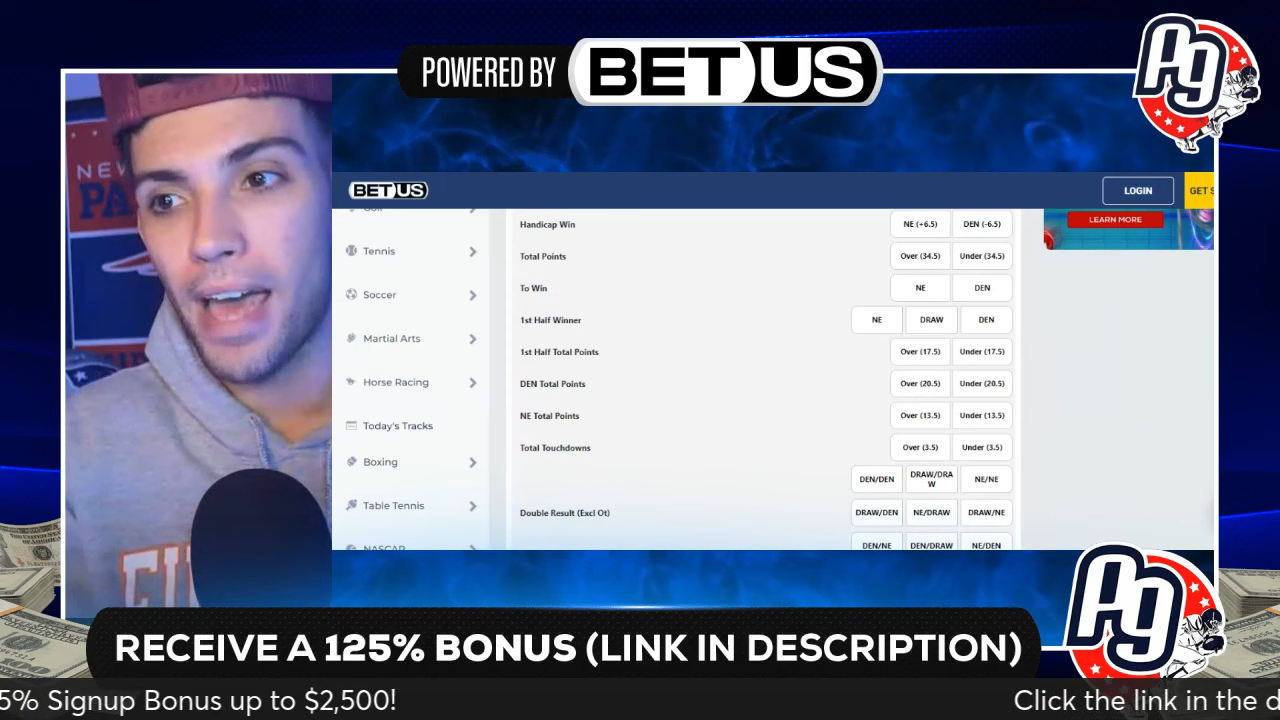 POWERED BY BETUS
Pg
NEW
PA
BETUS
LOGIN
GET S
LEARN MORE
Golf
Tennis
Soccer
Martial Arts
Horse Racing
Today's Tracks
Boxing
Table Tennis
NASCAR
Handicap Win NE (+6.5) DEN (-6.5)
Total Points Over (34.5) Under (34.5)
To Win NE DEN
1st Half Winner NE DRAW DEN
1st Half Total Points Over (17.5) Under (17.5)
DEN Total Points Over (20.5) Under (20.5)
NE Total Points Over (13.5) Under (13.5)
Total Touchdowns Over (3.5) Under (3.5)
DEN/DEN DRAW/DRA
W NE/NE
Double Result (Excl Ot) DRAW/DEN NE/DRAW DRAW/NE
DEN/NE DEN/DRAW NE/DEN
Pg
RECEIVE A 125% BONUS (LINK IN DESCRIPTION)
5% Signup Bonus up to $2,500! Click the link in the d